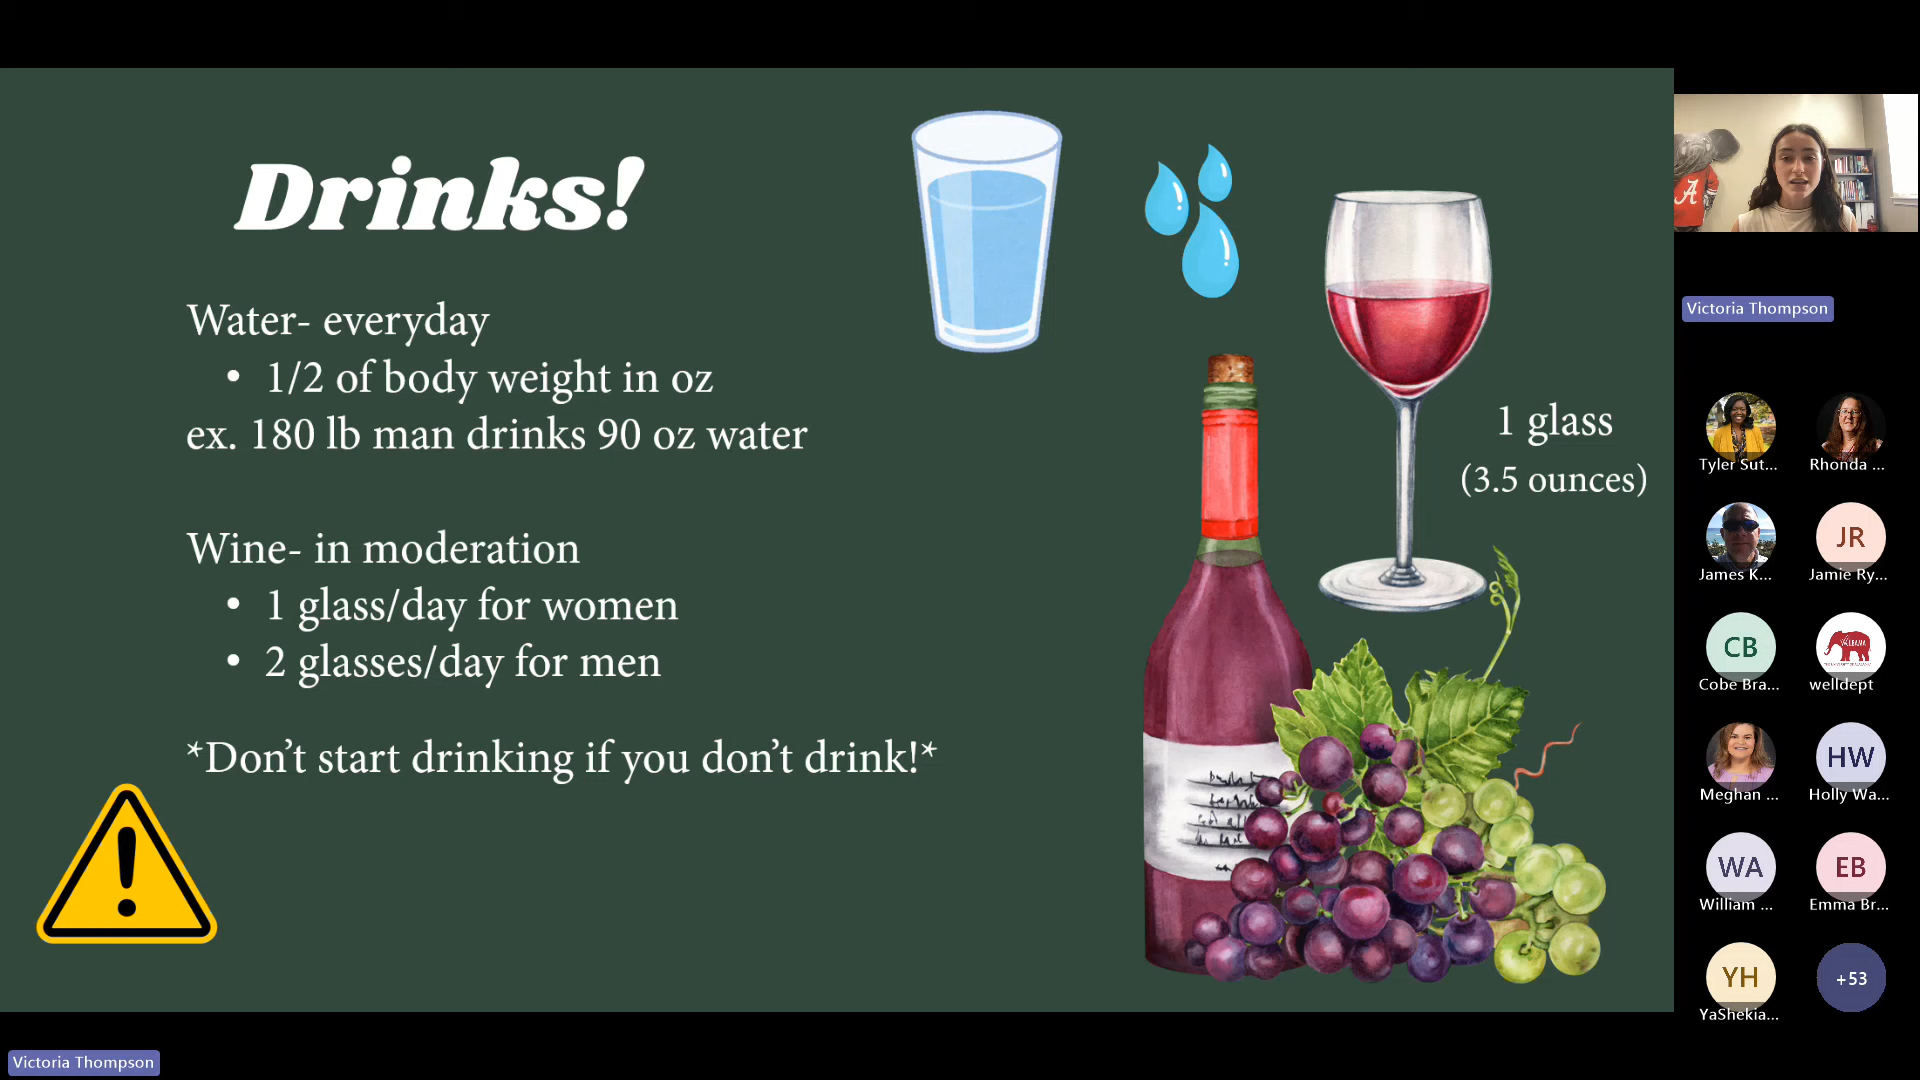 Drinks!
Water- everyday
• 1/2 of body weight in oz
ex. 180 lb man drinks 90 oz water
Wine- in moderation
• 1 glass/day for women
• 2 glasses/day for men
*Don't start drinking if you don't drink!*
1 glass
(3.5 ounces)
A
Victoria Thompson
Tyler Sut...
Rhonda ...
James K...
JR
Jamie Ry...
CB
Cobe Bra...
welldept
Meghan ...
HW
Holly Wa...
WA
William ...
EB
Emma Br...
YH
YaShekia...
+53
Victoria Thompson